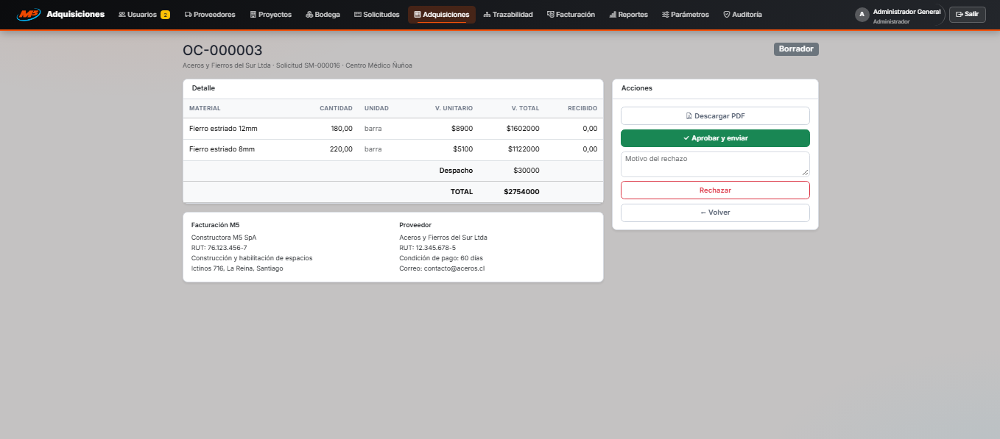 M5 Adquisiciones Usuarios 2 Proveedores Proyectos Bodega Solicitudes Adquisiciones Trazabilidad Facturación Reportes Parámetros Auditoría A Administrador General Salir
Administrador
OC-000003 Borrador
Aceros y Fierros del Sur Ltda · Solicitud SM-000016 · Centro Médico Ñuñoa
Detalle
MATERIAL CANTIDAD UNIDAD V. UNITARIO V. TOTAL RECIBIDO
Fierro estriado 12mm 180,00 barra $8900 $1602000 0,00
Fierro estriado 8mm 220,00 barra $5100 $1122000 0,00
Despacho $30000
TOTAL $2754000
Acciones
Descargar PDF
Aprobar y enviar
Motivo del rechazo
Rechazar
← Volver
Facturación M5
Constructora M5 SpA
RUT: 76.123.456-7
Construcción y habilitación de espacios
Ictinos 716, La Reina, Santiago
Proveedor
Aceros y Fierros del Sur Ltda
RUT: 12.345.678-5
Condición de pago: 60 días
Correo: contacto@aceros.cl